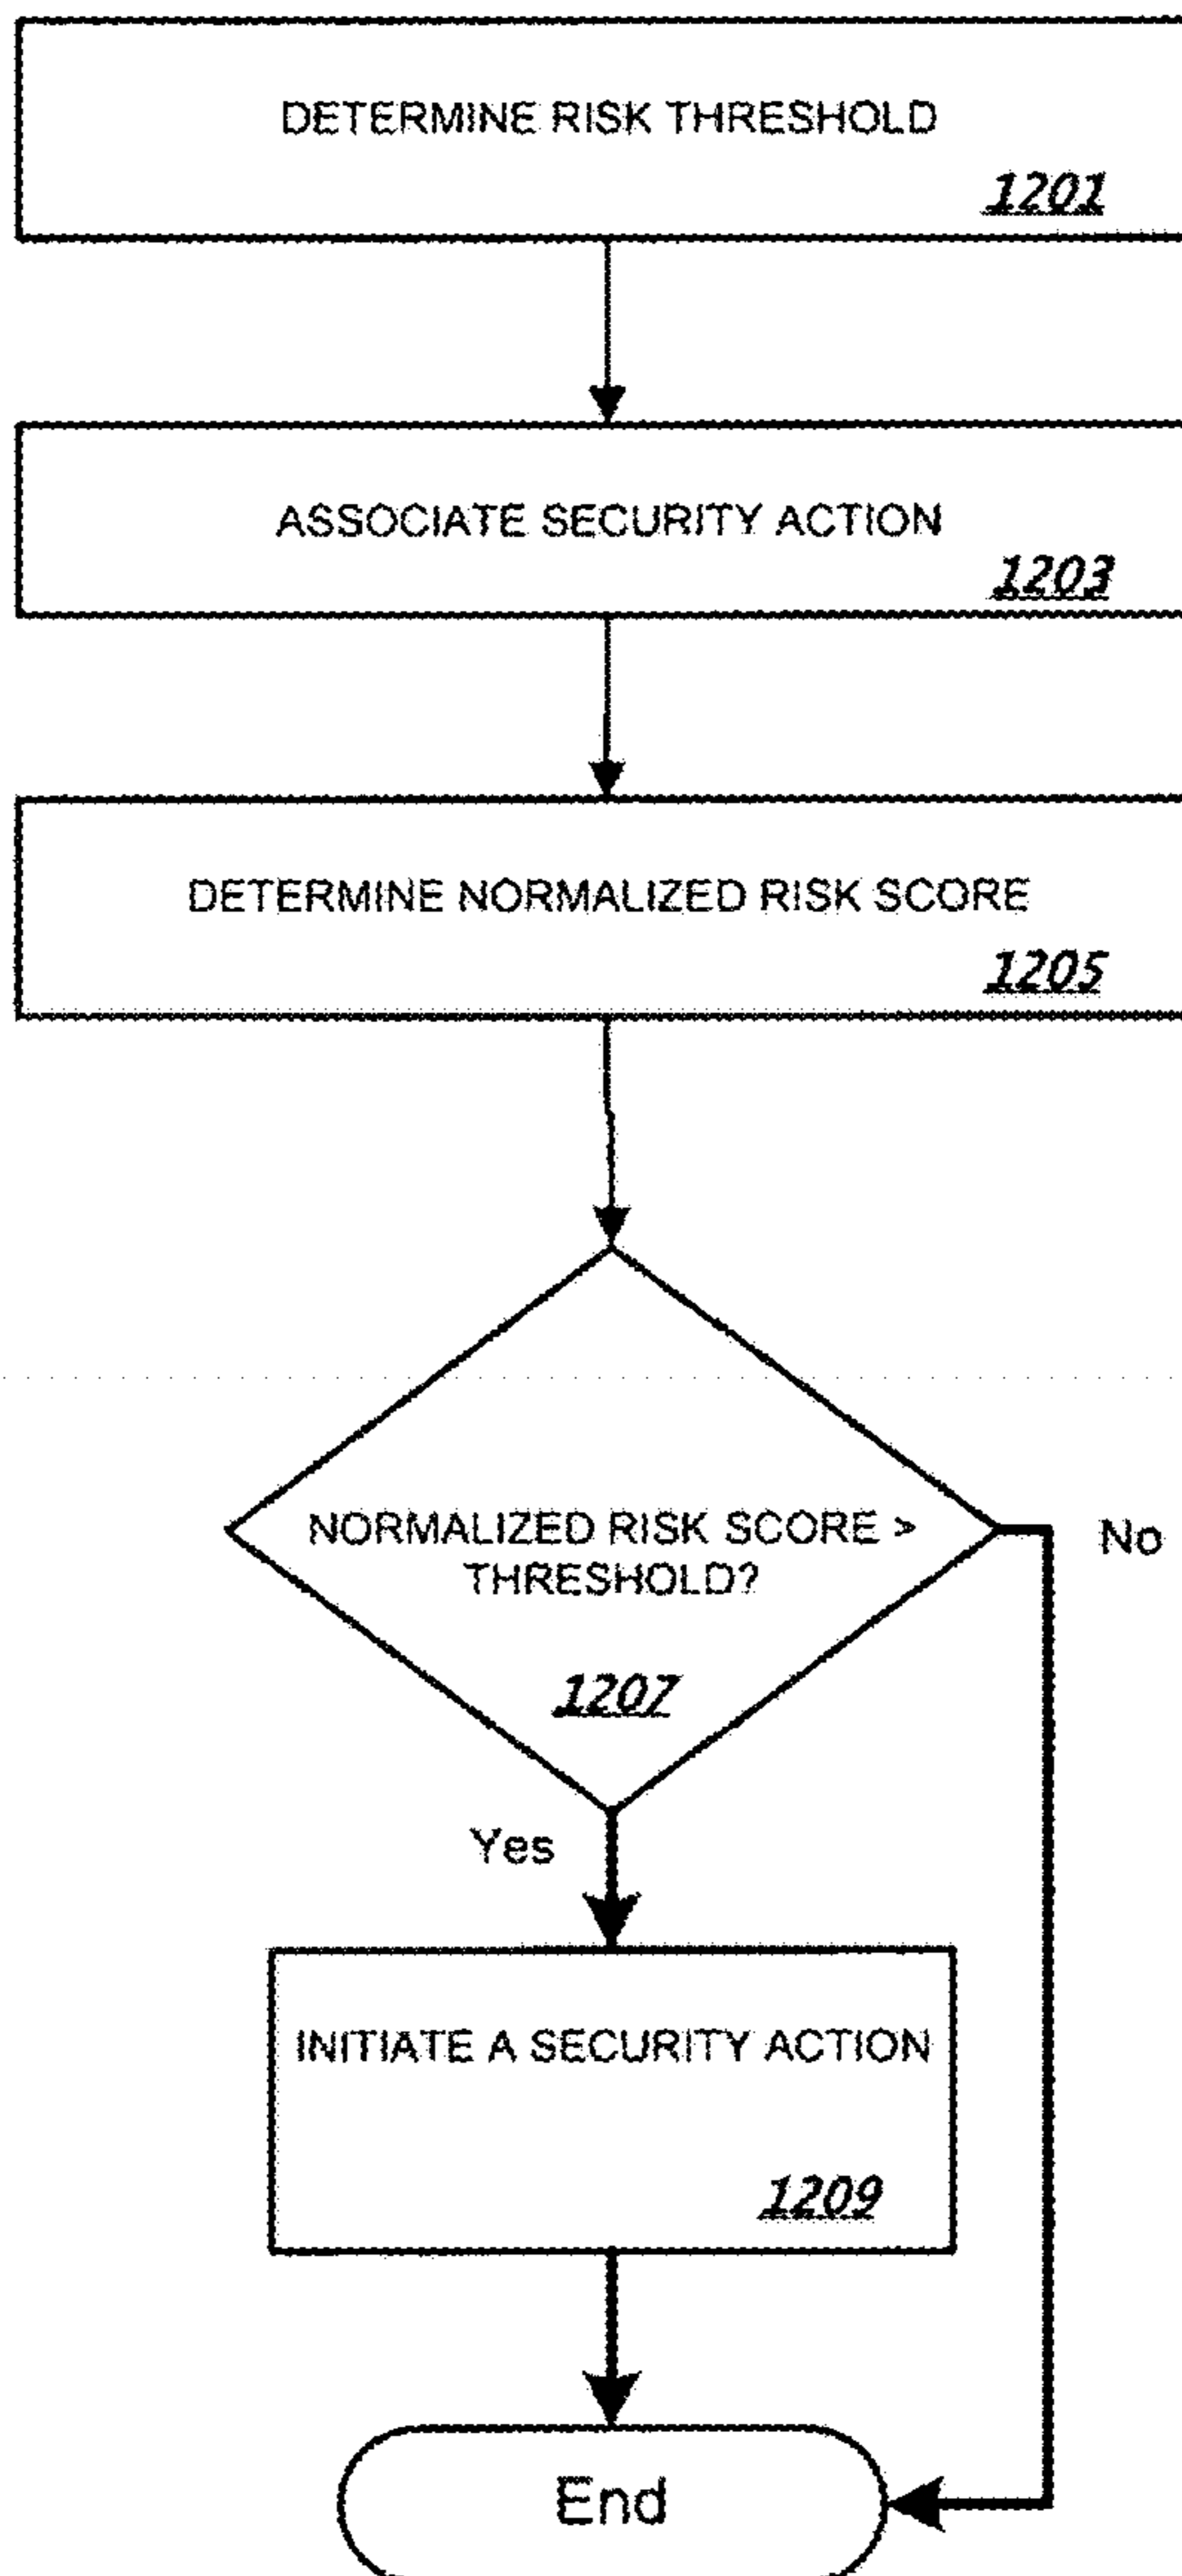 DETERMINE RISK THRESHOLD
1201
ASSOCIATE SECURITY ACTION
1203
DETERMINE NORMALIZED RISK SCORE
1205
NORMALIZED RISK SCORE >
THRESHOLD?
No
1207
Yes
INITIATE A SECURITY ACTION
1209
End